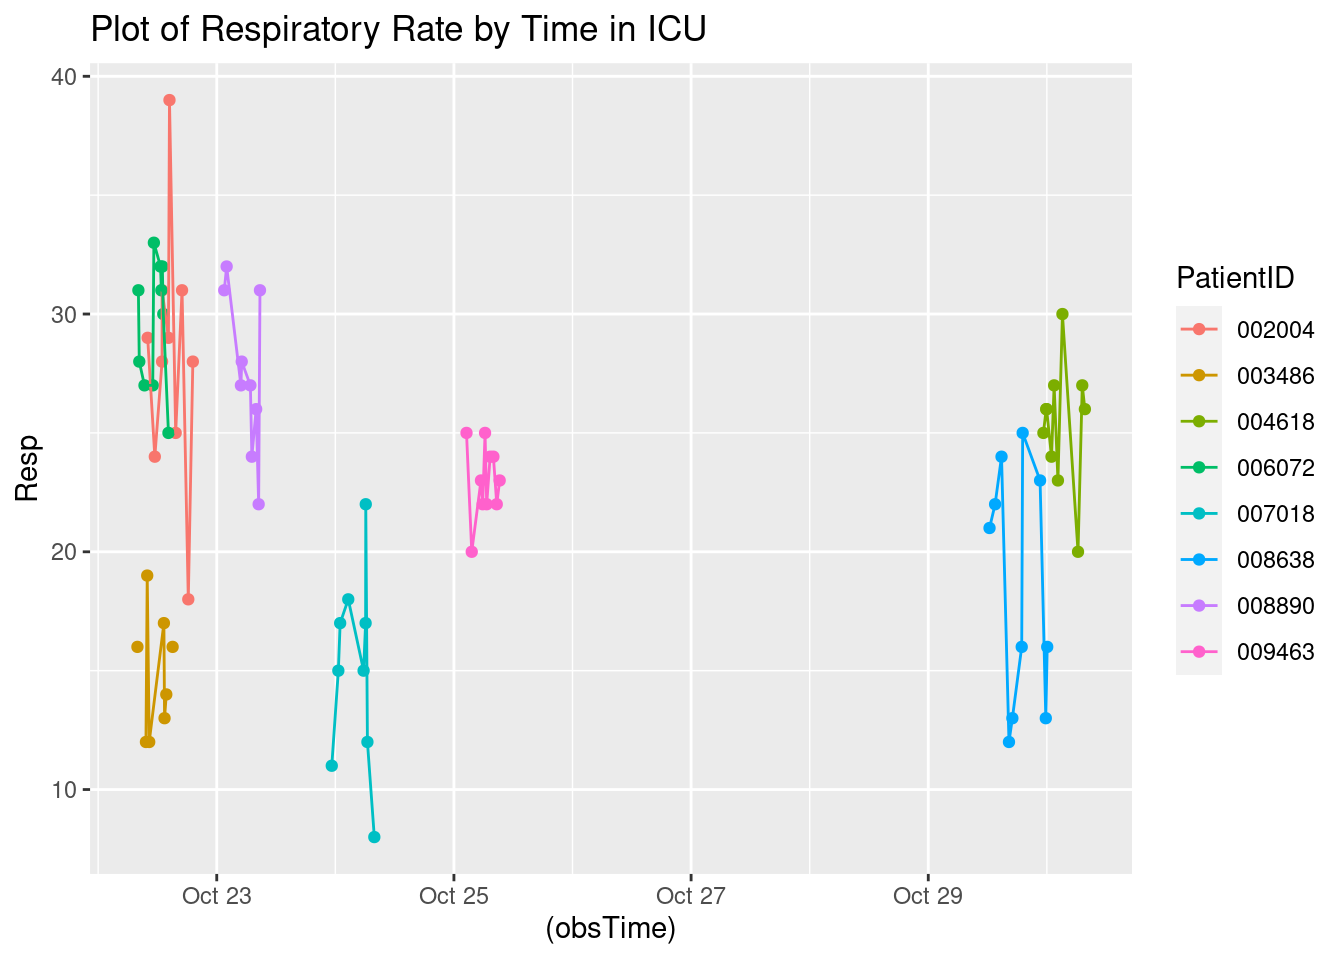 Plot of Respiratory Rate by Time in ICU
40
30
20
10
Resp
Oct 23
Oct 25
Oct 27
Oct 29
(obsTime)
PatientID
002004
003486
004618
006072
007018
008638
008890
009463